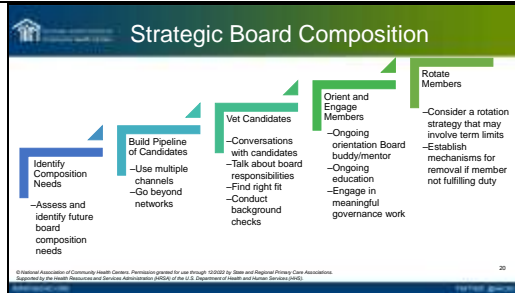 Strategic Board Composition
Identify
Composition
Needs
–Assess and
identify future
board
composition
needs
Build Pipeline
of Candidates
–Use multiple
channels
–Go beyond
networks
Vet Candidates
–Conversations
with candidates
–Talk about board
responsibilities
–Find right fit
–Conduct
background
checks
Orient and
Engage
Members
–Ongoing
orientation Board
buddy/mentor
–Ongoing
education
–Engage in
meaningful
governance work
Rotate
Members
–Consider a rotation
strategy that may
involve term limits
–Establish
mechanisms for
removal if member
not fulfilling duty
© National Association of Community Health Centers. Permission granted for use through 12/2022 by State and Regional Primary Care Associations.
Supported by the Health Resources and Services Administration (HRSA) of the U.S. Department of Health and Human Services (HHS).
20